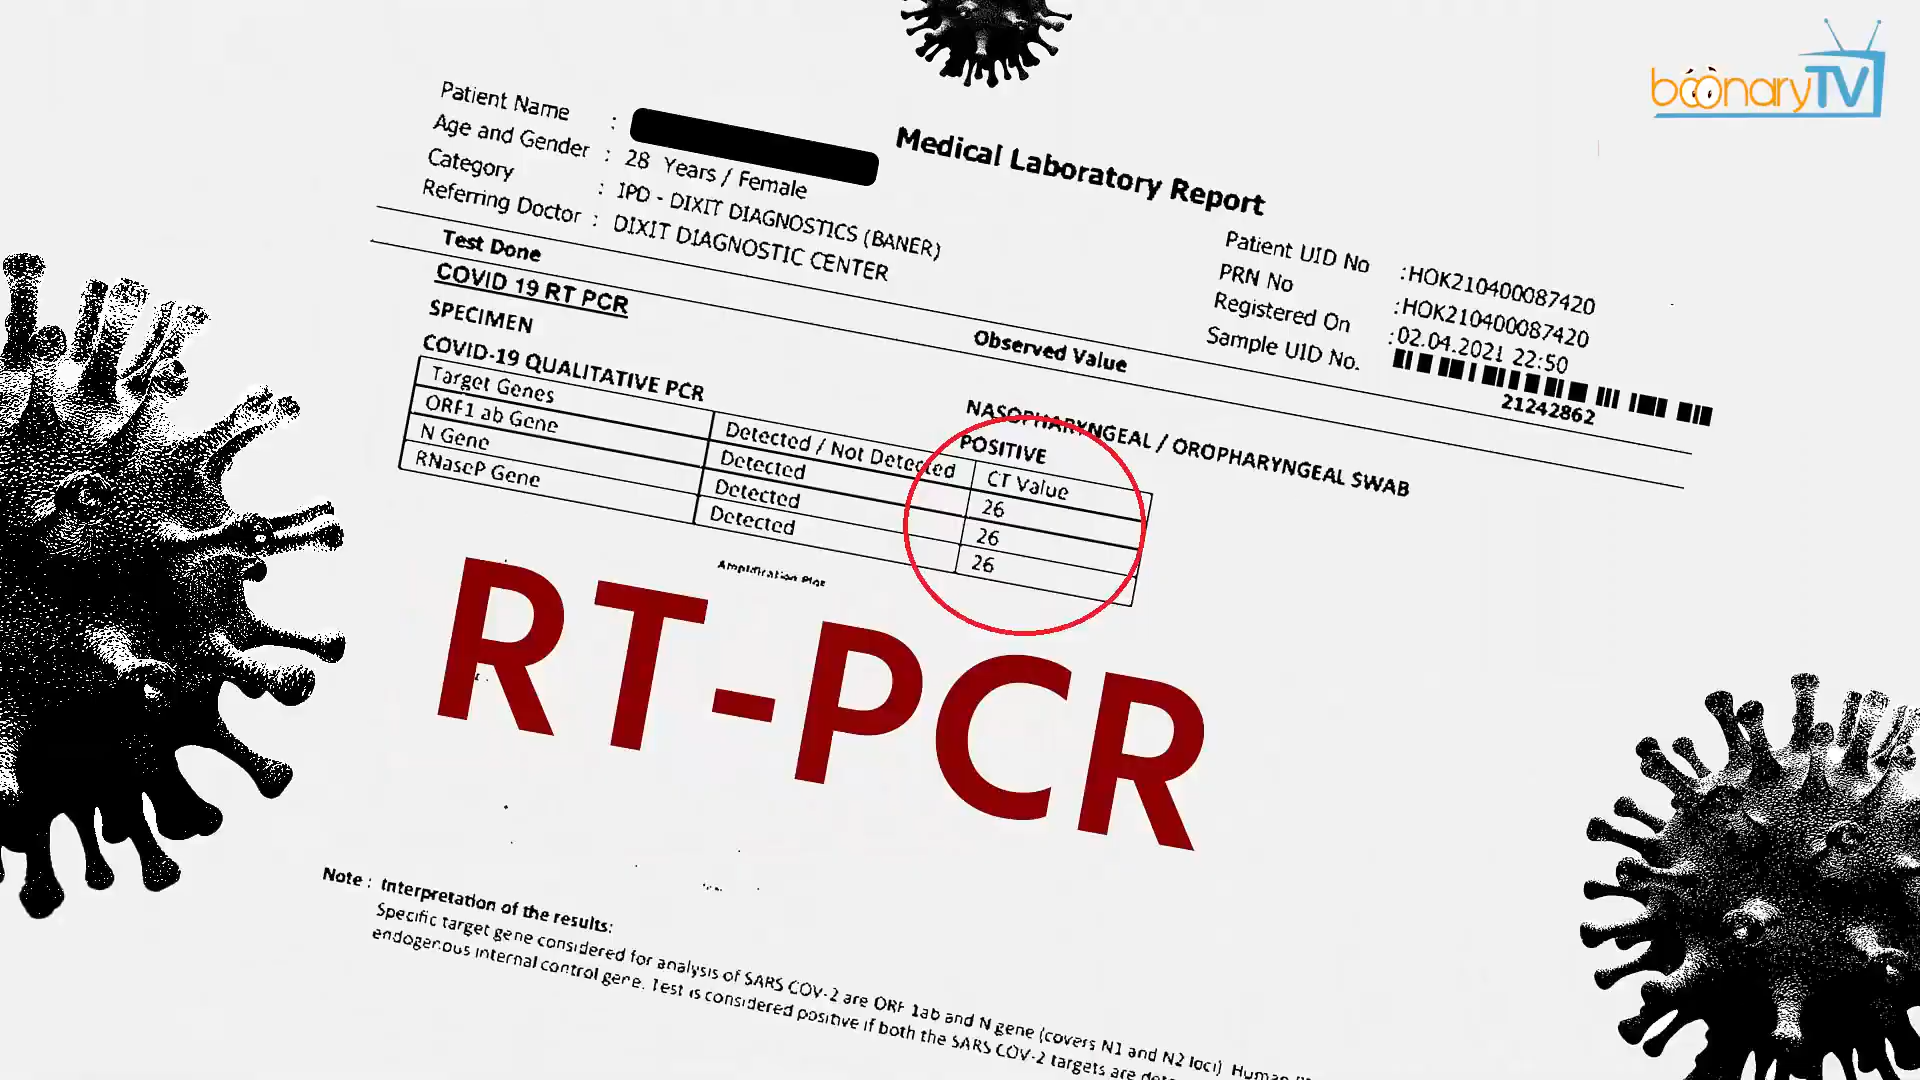 boonaryTV
Medical Laboratory Report
Patient Name :
Age and Gender : 28 Years / Female
Category : IPD - DIXIT DIAGNOSTICS (BANER)
Referring Doctor : DIXIT DIAGNOSTIC CENTER
Patient UID No :HOK210400087420
PRN No :HOK210400087420
Registered On :02.04.2021 22:50
Sample UID No.
21242862
Test Done Observed Value
COVID 19 RT PCR
SPECIMEN NASOPHARYNGEAL / OROPHARYNGEAL SWAB
COVID-19 QUALITATIVE PCR POSITIVE
Target Genes Detected / Not Detected CT Value
ORF1 ab Gene Detected 26
N Gene Detected 26
RNaseP Gene Detected 26
Amplification Plot
RT-PCR
Note : Interpretation of the results:
Specific target gene considered for analysis of SARS COV-2 are ORF 1ab and N gene (covers N1 and N2 loci) Human
endogenous internal control gene. Test is considered positive if both the SARS COV-2 targets are